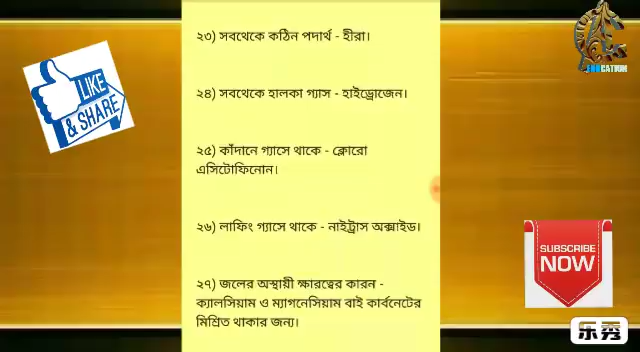 ২৩) সবথেকে কঠিন পদার্থ - হীরা।
২৪) সবথেকে হালকা গ্যাস - হাইড্রোজেন।
২৫) কাঁদানে গ্যাসে থাকে - ক্লোরো
এসিটোফিনোন।
২৬) লাফিং গ্যাসে থাকে - নাইট্রাস অক্সাইড।
২৭) জলের অস্থায়ী ক্ষারত্বের কারন -
ক্যালসিয়াম ও ম্যাগনেসিয়াম বাই কার্বনেটের
মিশ্রিত থাকার জন্য।
LIKE
& SHARE
EDUCATION
SUBSCRIBE
NOW
乐秀